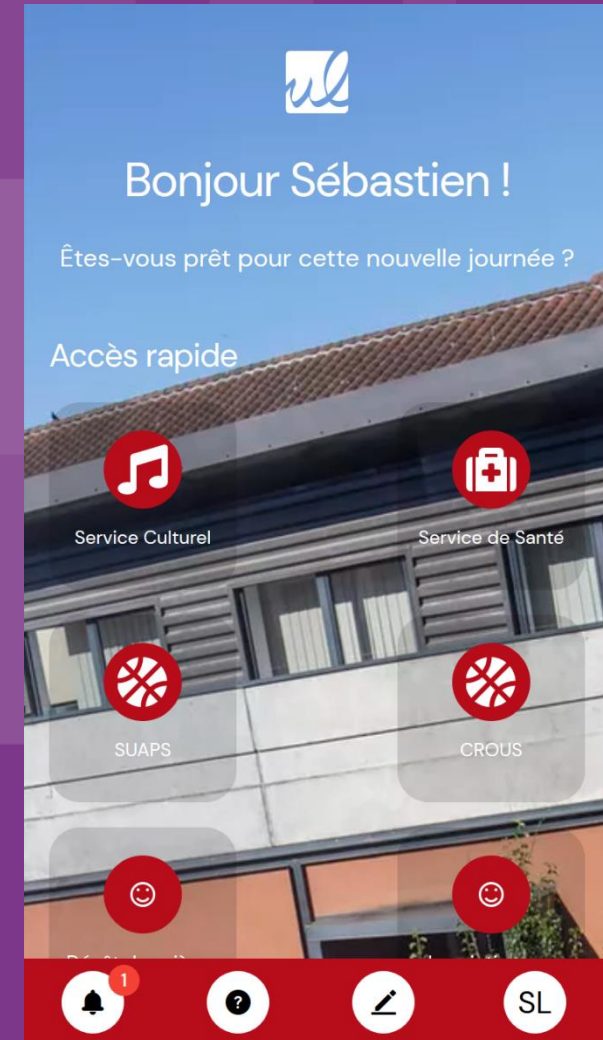 ul
Bonjour Sébastien !
Êtes-vous prêt pour cette nouvelle journée ?
Accès rapide
Service Culturel
Service de Santé
SUAPS
CROUS
1
?
SL